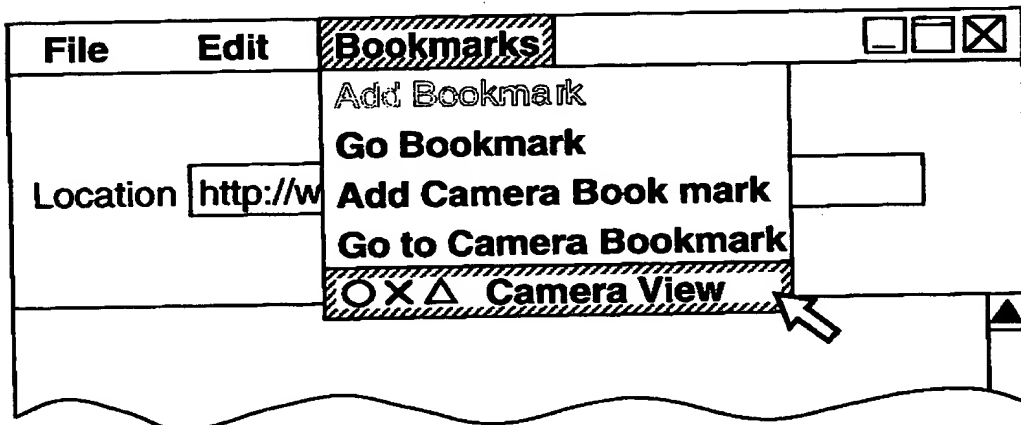 File Edit Bookmarks
Add Bookmark
Go Bookmark
Location http://w Add Camera Book mark
Go to Camera Bookmark
○×△ Camera View